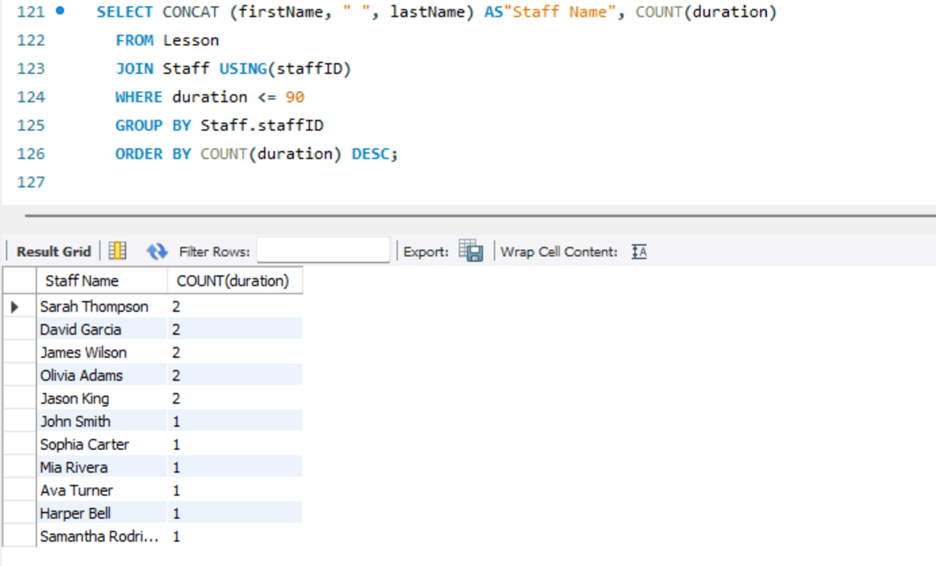 121 SELECT CONCAT (firstName, " ", lastName) AS"Staff Name", COUNT(duration)
122 FROM Lesson
123 JOIN Staff USING(staffID)
124 WHERE duration <= 90
125 GROUP BY Staff.staffID
126 ORDER BY COUNT(duration) DESC;
127
Result Grid Filter Rows: Export: Wrap Cell Content: IA
Staff Name COUNT(duration)
Sarah Thompson 2
David Garcia 2
James Wilson 2
Olivia Adams 2
Jason King 2
John Smith 1
Sophia Carter 1
Mia Rivera 1
Ava Turner 1
Harper Bell 1
Samantha Rodri... 1